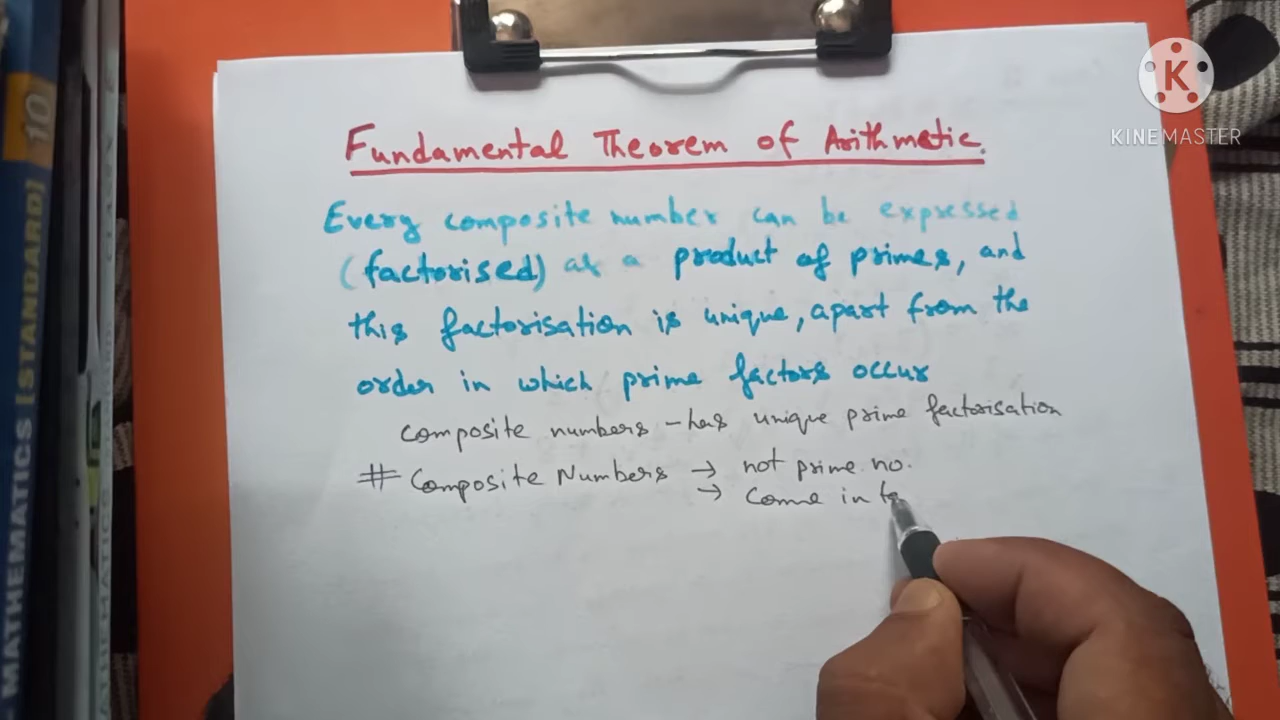 Fundamental Theorem of Arithmetic.
Every composite number can be expressed
(factorised) as a product of primes, and
this factorisation is unique, apart from the
order in which prime factors occur
composite numbers - has unique prime factorisation
# Composite Numbers → not prime no.
→ Come in
K
KINEMASTER
MATHEMATICS [STANDARD] 10